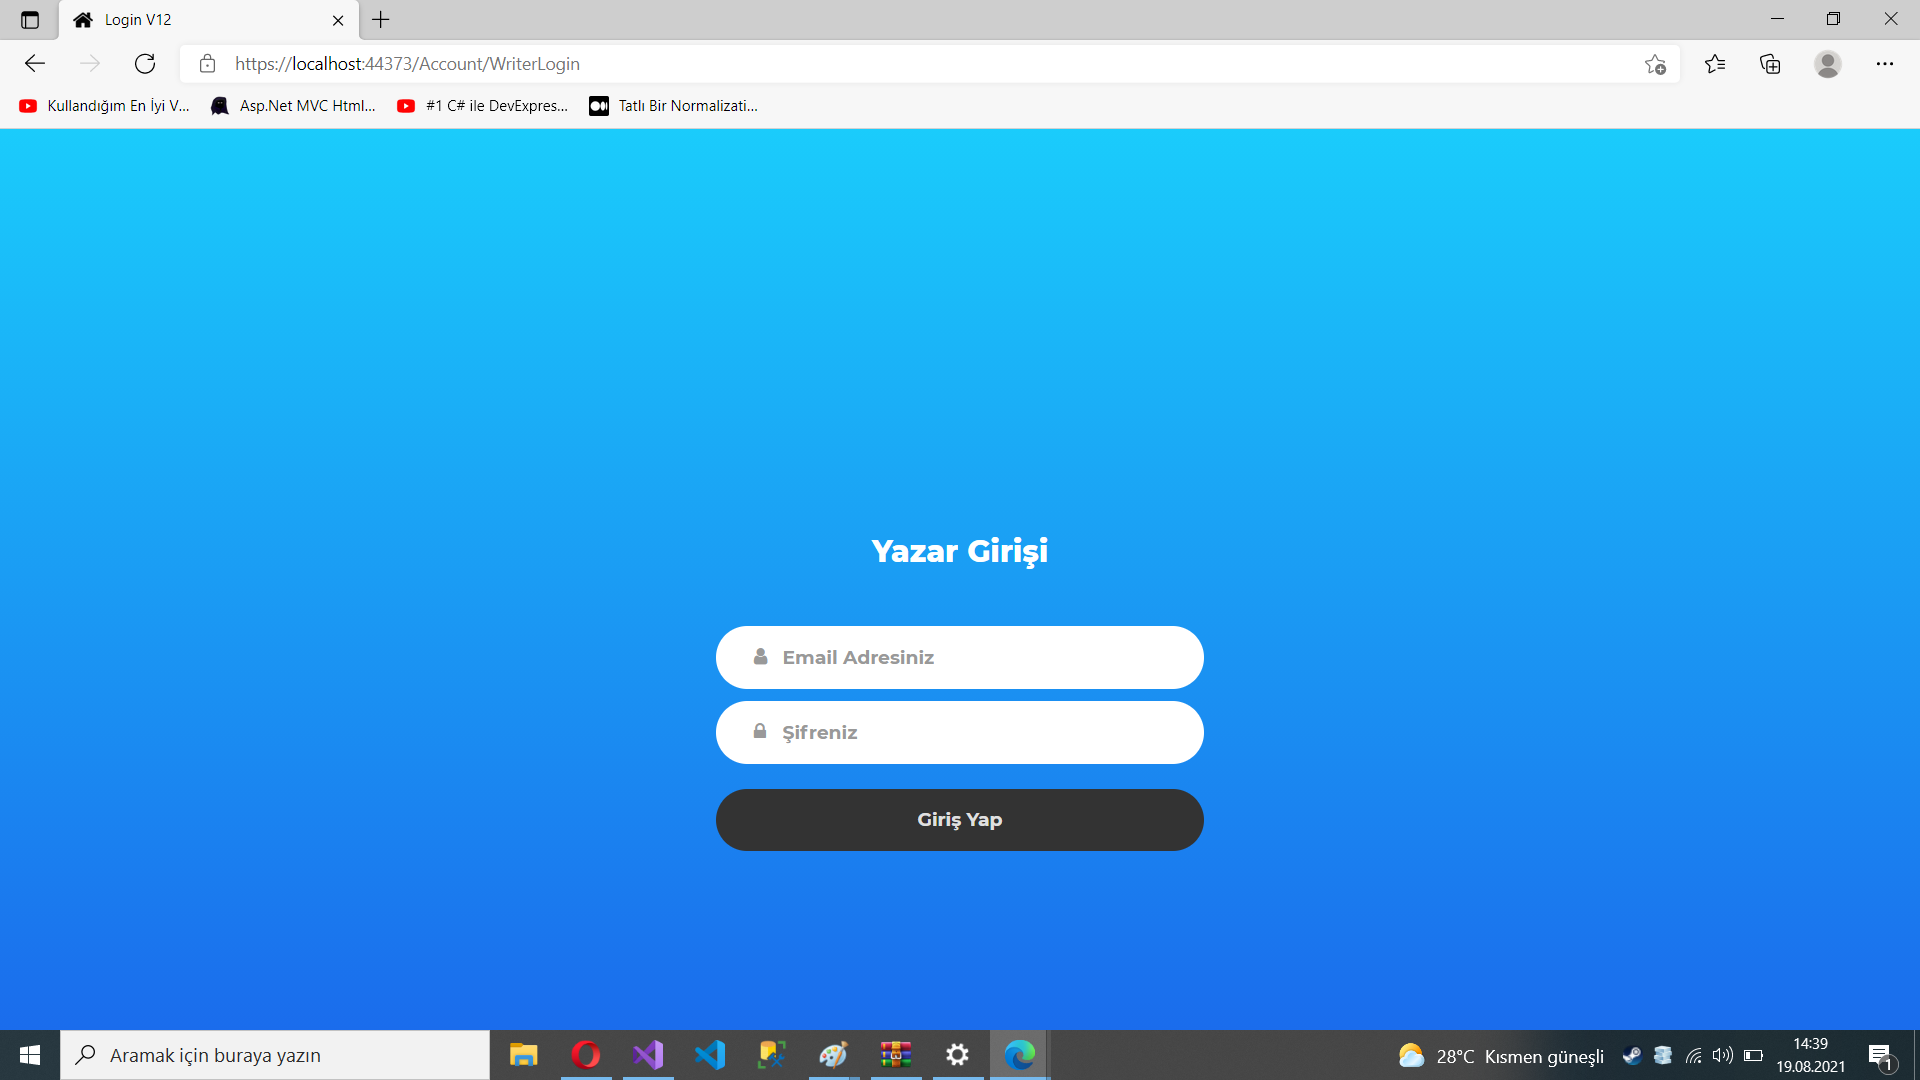 Login V12
https://localhost:44373/Account/WriterLogin
Kullandığım En İyi V...
Asp.Net MVC Html...
#1 C# ile DevExpres...
Tatlı Bir Normalizati...
Yazar Girişi
Email Adresiniz
Şifreniz
Giriş Yap
Aramak için buraya yazın
28°C Kısmen güneşli
14:39
19.08.2021
1